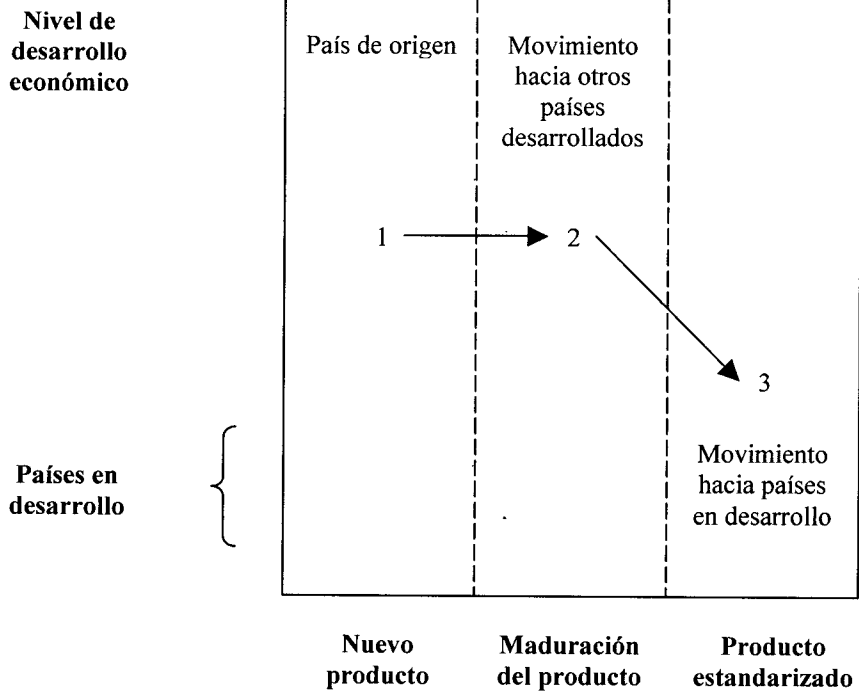 Nivel de
desarrollo
económico
País de origen
Movimiento
hacia otros
países
desarrollados
1
2
3
Países en
desarrollo
Movimiento
hacia países
en desarrollo
Nuevo
producto
Maduración
del producto
Producto
estandarizado